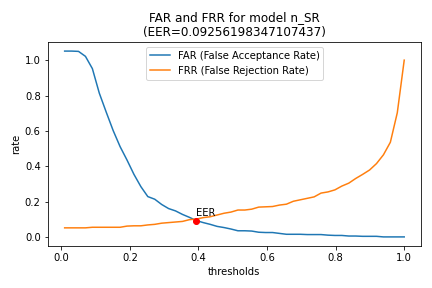 FAR and FRR for model n_SR
(EER=0.09256198347107437)
FAR (False Acceptance Rate)
FRR (False Rejection Rate)
1.0
0.8
0.6
0.4
0.2
0.0
rate
EER
0.0 0.2 0.4 0.6 0.8 1.0
thresholds